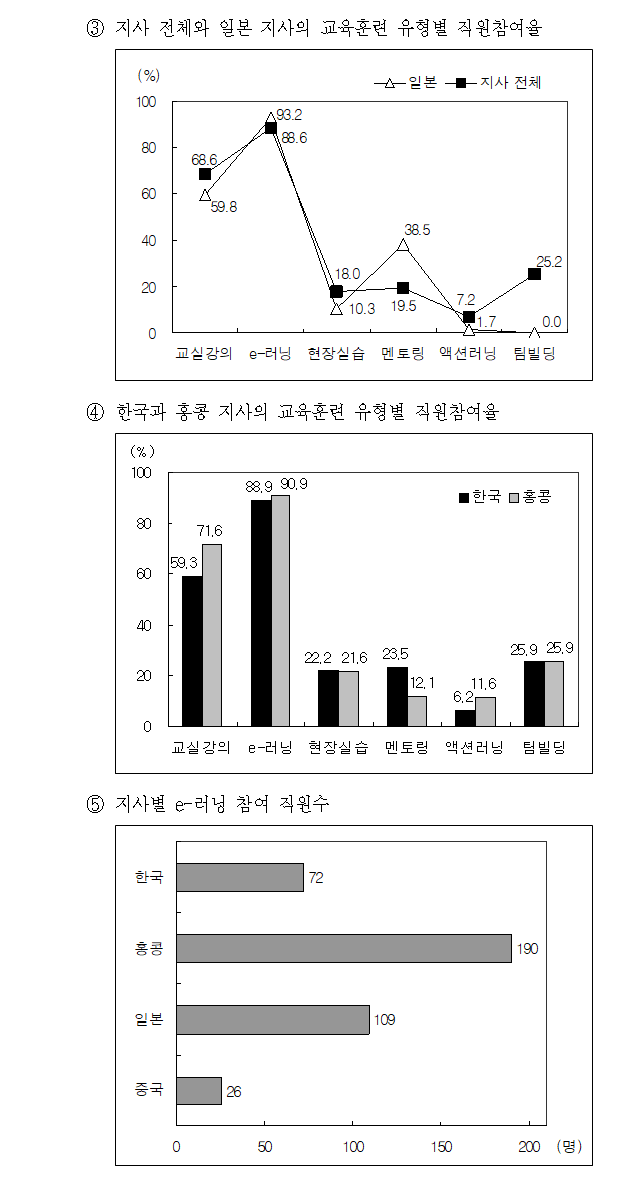 ③ 지사 전체와 일본 지사의 교육훈련 유형별 직원참여율
(%)
일본 지사 전체
100
93.2
88.6
80
68.6
60
59.8
40
38.5
25.2
20
18.0
19.5
10.3
7.2
1.7
0.0
0
교실강의 e-러닝 현장실습 멘토링 액션러닝 팀빌딩
④ 한국과 홍콩 지사의 교육훈련 유형별 직원참여율
(%)
한국 홍콩
100
88.9 90.9
80
59.3 71.6
60
40
22.2 21.6 23.5 12.1 6.2 11.6 25.9 25.9
20
0
교실강의 e-러닝 현장실습 멘토링 액션러닝 팀빌딩
⑤ 지사별 e-러닝 참여 직원수
한국 72
홍콩 190
일본 109
중국 26
0 50 100 150 200 (명)